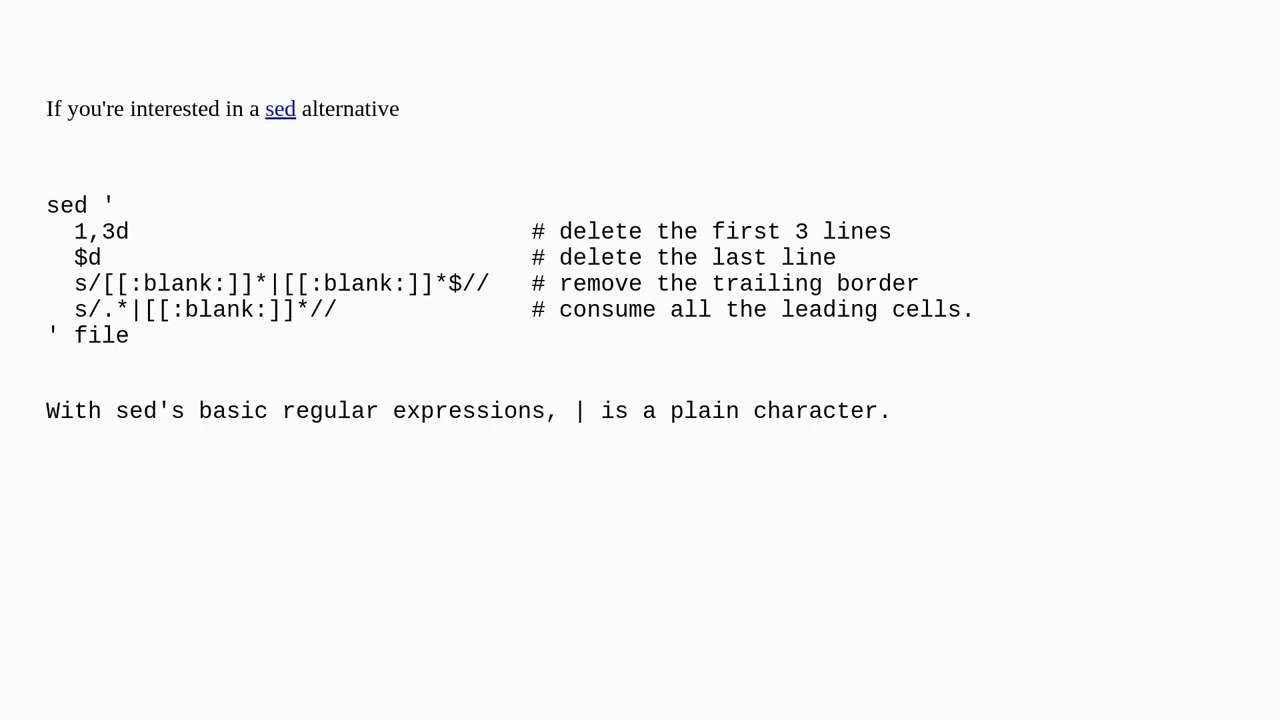 If you're interested in a sed alternative
sed '
  1,3d                             # delete the first 3 lines
  $d                               # delete the last line
  s/[[:blank:]]*|[[:blank:]]*$//   # remove the trailing border
  s/.*|[[:blank:]]*//              # consume all the leading cells.
' file
With sed's basic regular expressions, | is a plain character.